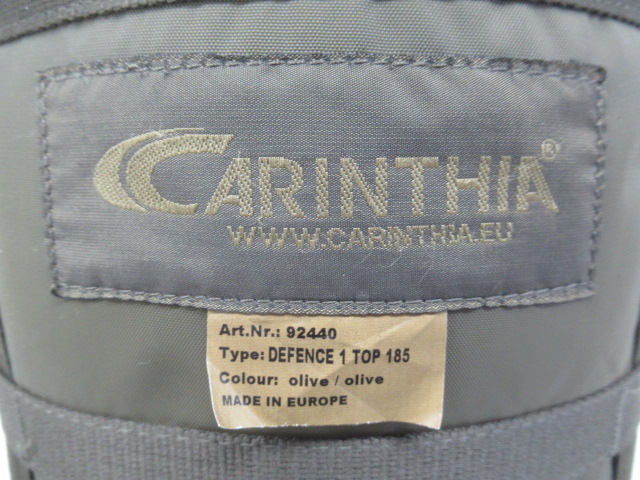 CARINTHIA®
WWW.CARINTHIA.EU
Art.Nr.: 92440
Type: DEFENCE 1 TOP 185
Colour: olive / olive
MADE IN EUROPE